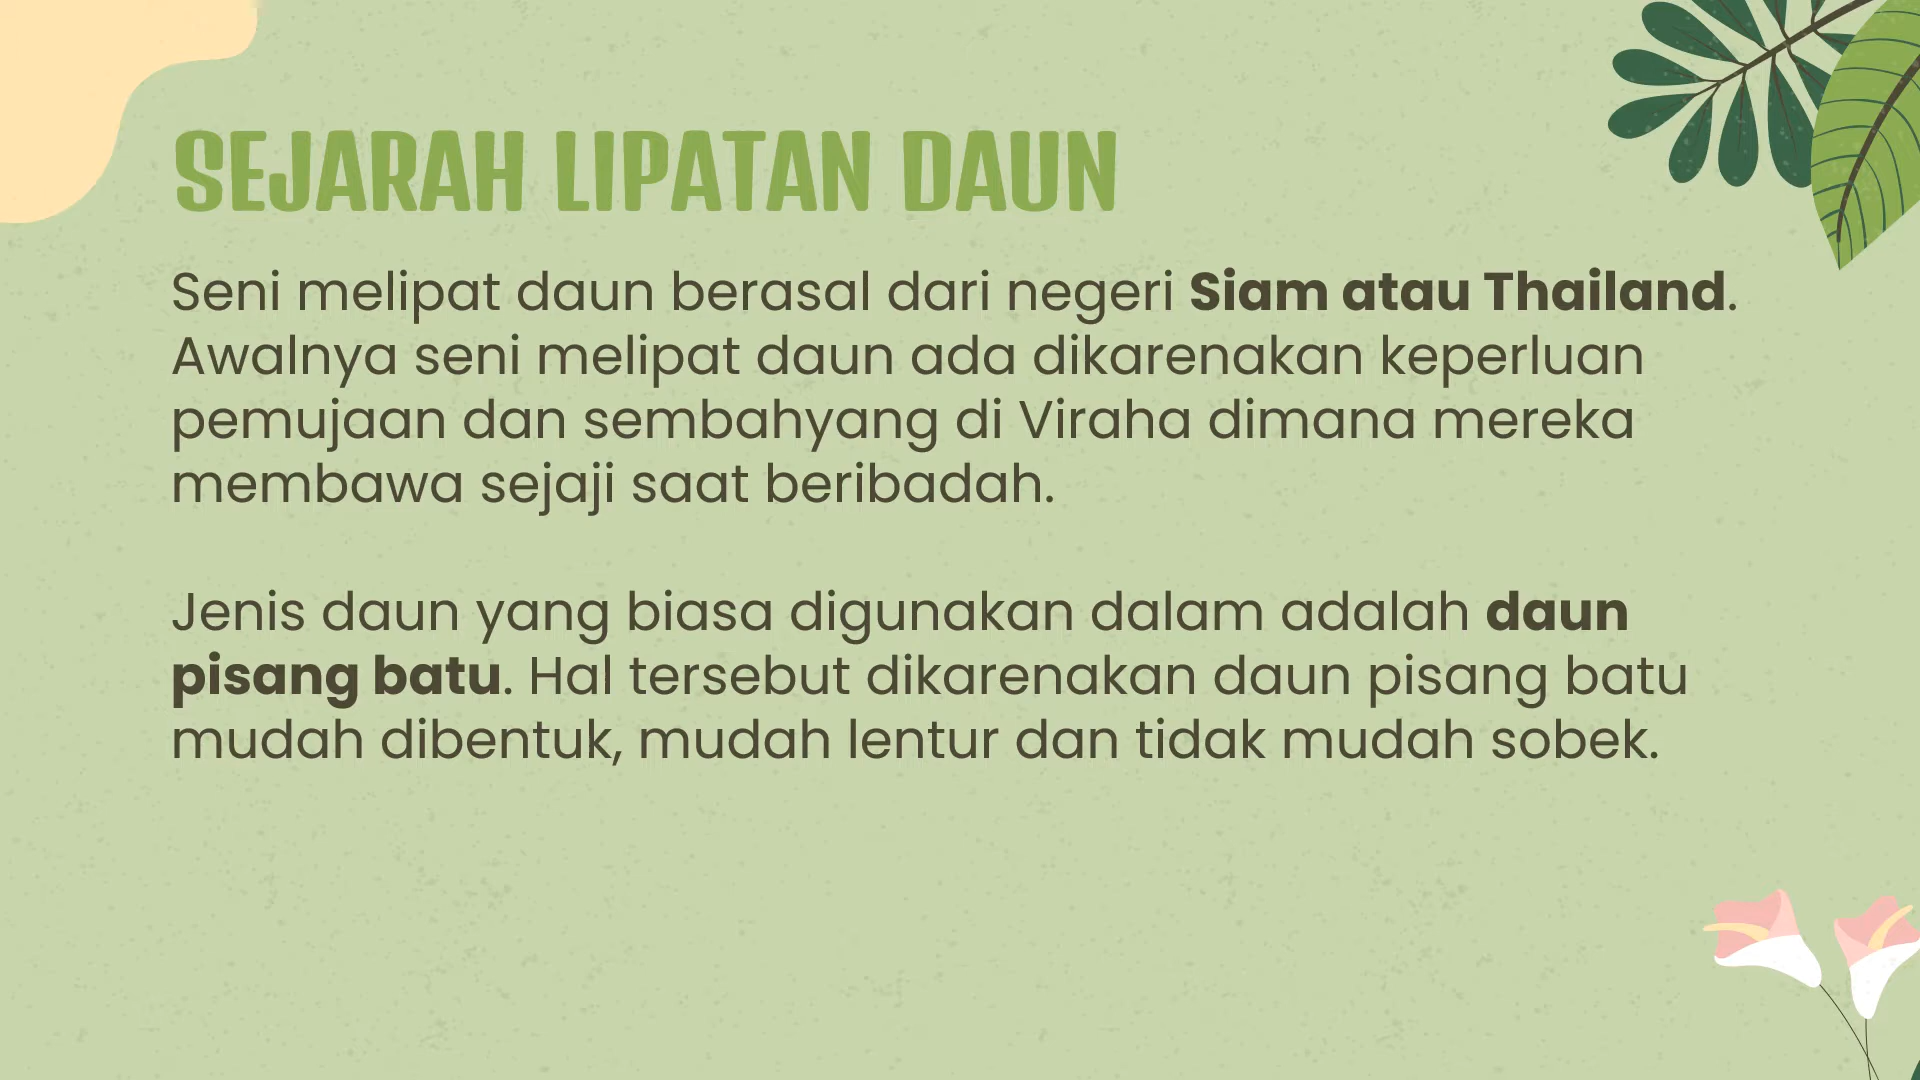 SEJARAH LIPATAN DAUN
Seni melipat daun berasal dari negeri Siam atau Thailand.
Awalnya seni melipat daun ada dikarenakan keperluan
pemujaan dan sembahyang di Viraha dimana mereka
membawa sejaji saat beribadah.
Jenis daun yang biasa digunakan dalam adalah daun
pisang batu. Hal tersebut dikarenakan daun pisang batu
mudah dibentuk, mudah lentur dan tidak mudah sobek.